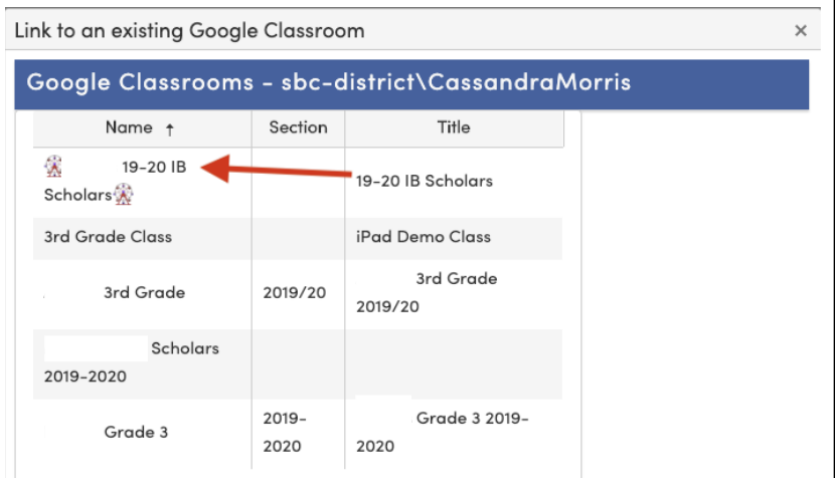 Link to an existing Google Classroom ×
Google Classrooms - sbc-district\CassandraMorris
Name ↑ Section Title
19-20 IB
Scholars
19-20 IB Scholars
3rd Grade Class iPad Demo Class
3rd Grade 2019/20 3rd Grade
2019/20
Scholars
2019-2020
Grade 3 2019-
2020 Grade 3 2019-
2020